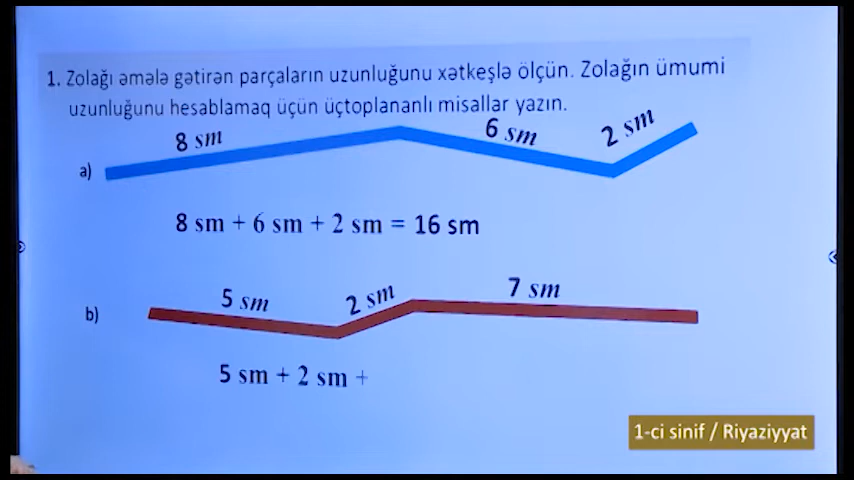 1. Zolağı əmələ gətirən parçaların uzunluğunu xətkeşlə ölçün. Zolağın ümumi
uzunluğunu hesablamaq üçün üçtoplananlı misallar yazın.
8 sm
6 sm
2 sm
a)
8 sm + 6 sm + 2 sm = 16 sm
5 sm
2 sm
7 sm
b)
5 sm + 2 sm +
1-ci sinif / Riyaziyyat